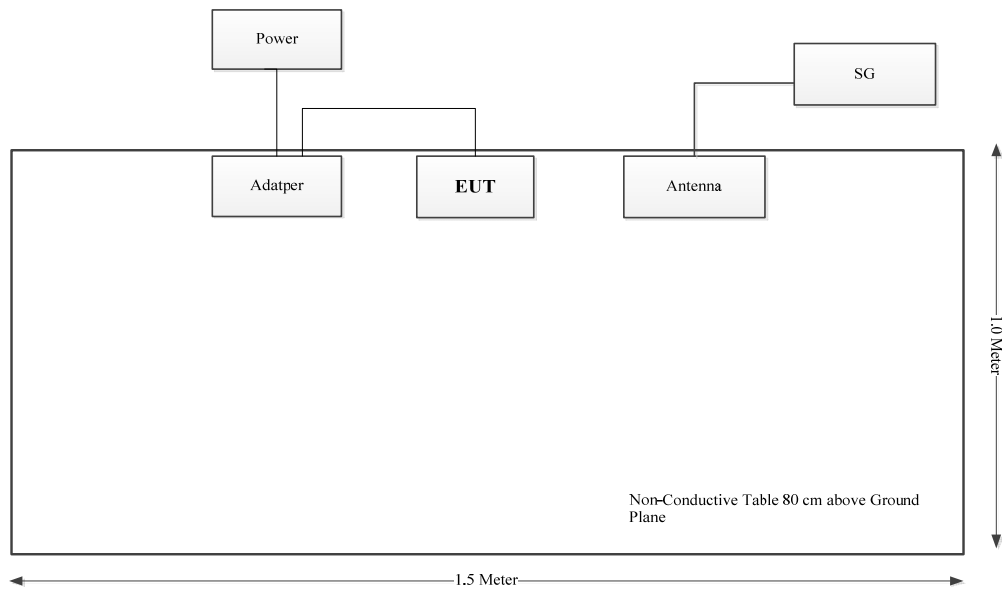 Power
SG
Adatper
EUT
Antenna
1.0 Meter
Non-Conductive Table 80 cm above Ground
Plane
1.5 Meter